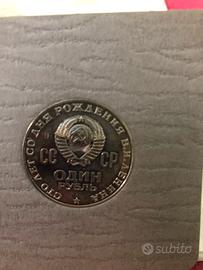 СТО ЛЕТ СО ДНЯ РОЖДЕНИЯ В.И.ЛЕНИНА
СС СР
ОДИН
РУБЛЬ
subito